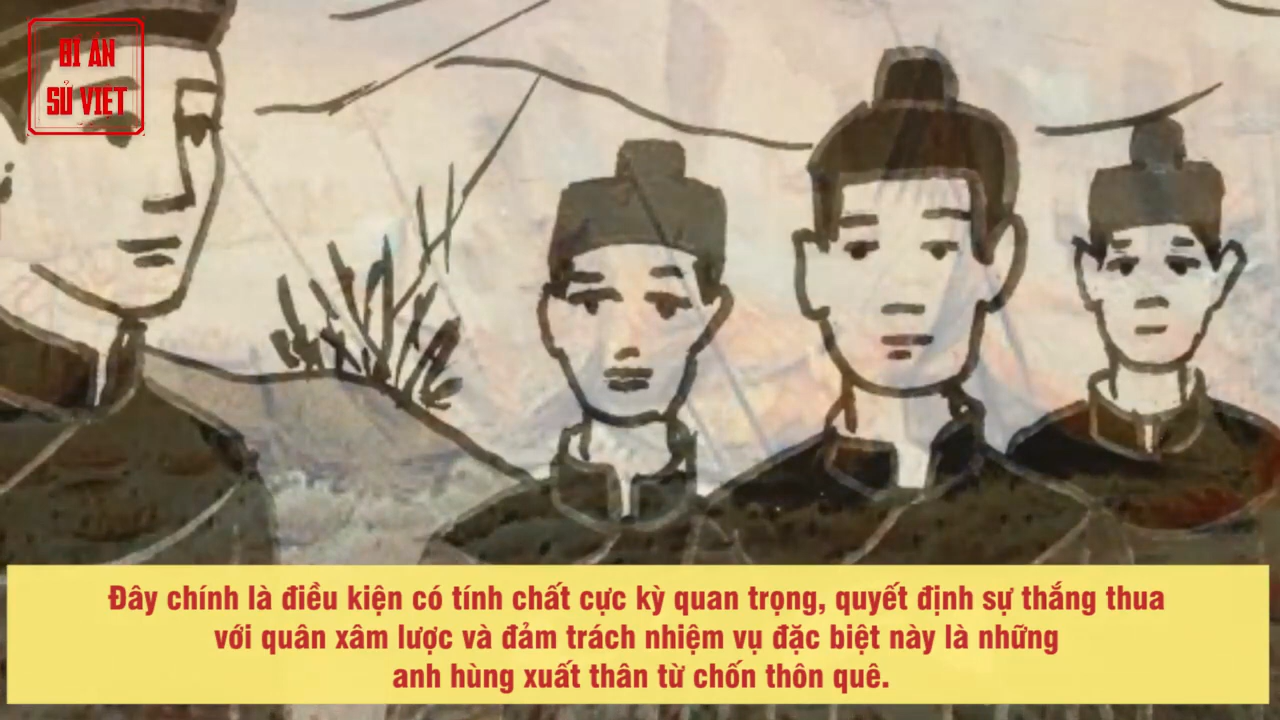 BÍ ẨN
SỬ VIỆT
Đây chính là điều kiện có tính chất cực kỳ quan trọng, quyết định sự thắng thua
với quân xâm lược và đảm trách nhiệm vụ đặc biệt này là những
anh hùng xuất thân từ chốn thôn quê.